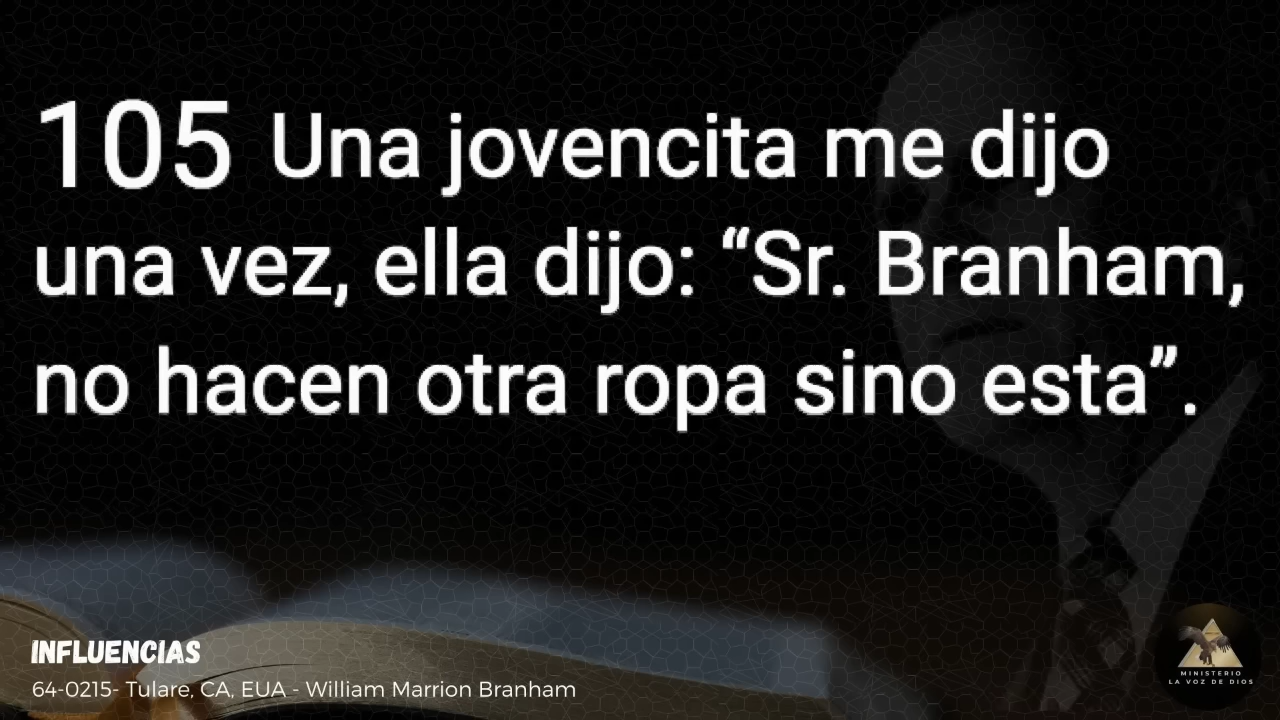 105 Una jovencita me dijo
una vez, ella dijo: “Sr. Branham,
no hacen otra ropa sino esta”.
INFLUENCIAS
64-0215- Tulare, CA, EUA - William Marrion Branham
MINISTERIO
LA VOZ DE DIOS